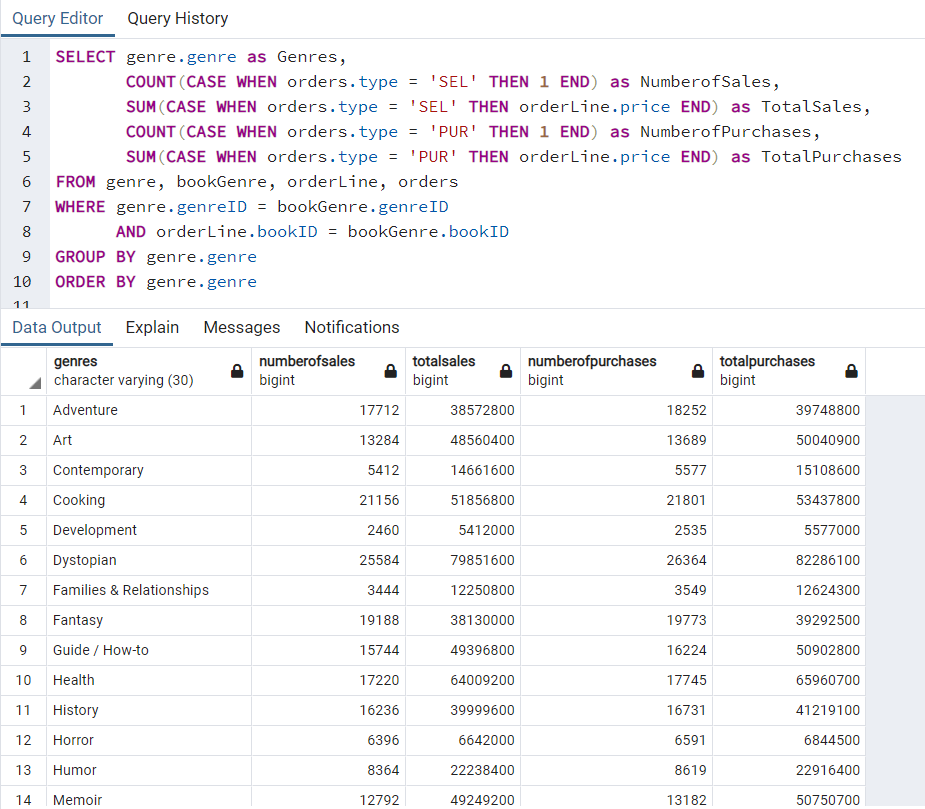 Query Editor Query History
1 SELECT genre.genre as Genres,
2 COUNT(CASE WHEN orders.type = 'SEL' THEN 1 END) as NumberofSales,
3 SUM(CASE WHEN orders.type = 'SEL' THEN orderLine.price END) as TotalSales,
4 COUNT(CASE WHEN orders.type = 'PUR' THEN 1 END) as NumberofPurchases,
5 SUM(CASE WHEN orders.type = 'PUR' THEN orderLine.price END) as TotalPurchases
6 FROM genre, bookGenre, orderLine, orders
7 WHERE genre.genreID = bookGenre.genreID
8 AND orderLine.bookID = bookGenre.bookID
9 GROUP BY genre.genre
10 ORDER BY genre.genre
11
Data Output Explain Messages Notifications
genres numberofsales totalsales numberofpurchases totalpurchases
character varying (30) bigint bigint bigint bigint
1 Adventure 17712 38572800 18252 39748800
2 Art 13284 48560400 13689 50040900
3 Contemporary 5412 14661600 5577 15108600
4 Cooking 21156 51856800 21801 53437800
5 Development 2460 5412000 2535 5577000
6 Dystopian 25584 79851600 26364 82286100
7 Families & Relationships 3444 12250800 3549 12624300
8 Fantasy 19188 38130000 19773 39292500
9 Guide / How-to 15744 49396800 16224 50902800
10 Health 17220 64009200 17745 65960700
11 History 16236 39999600 16731 41219100
12 Horror 6396 6642000 6591 6844500
13 Humor 8364 22238400 8619 22916400
14 Memoir 12792 49249200 13182 50750700